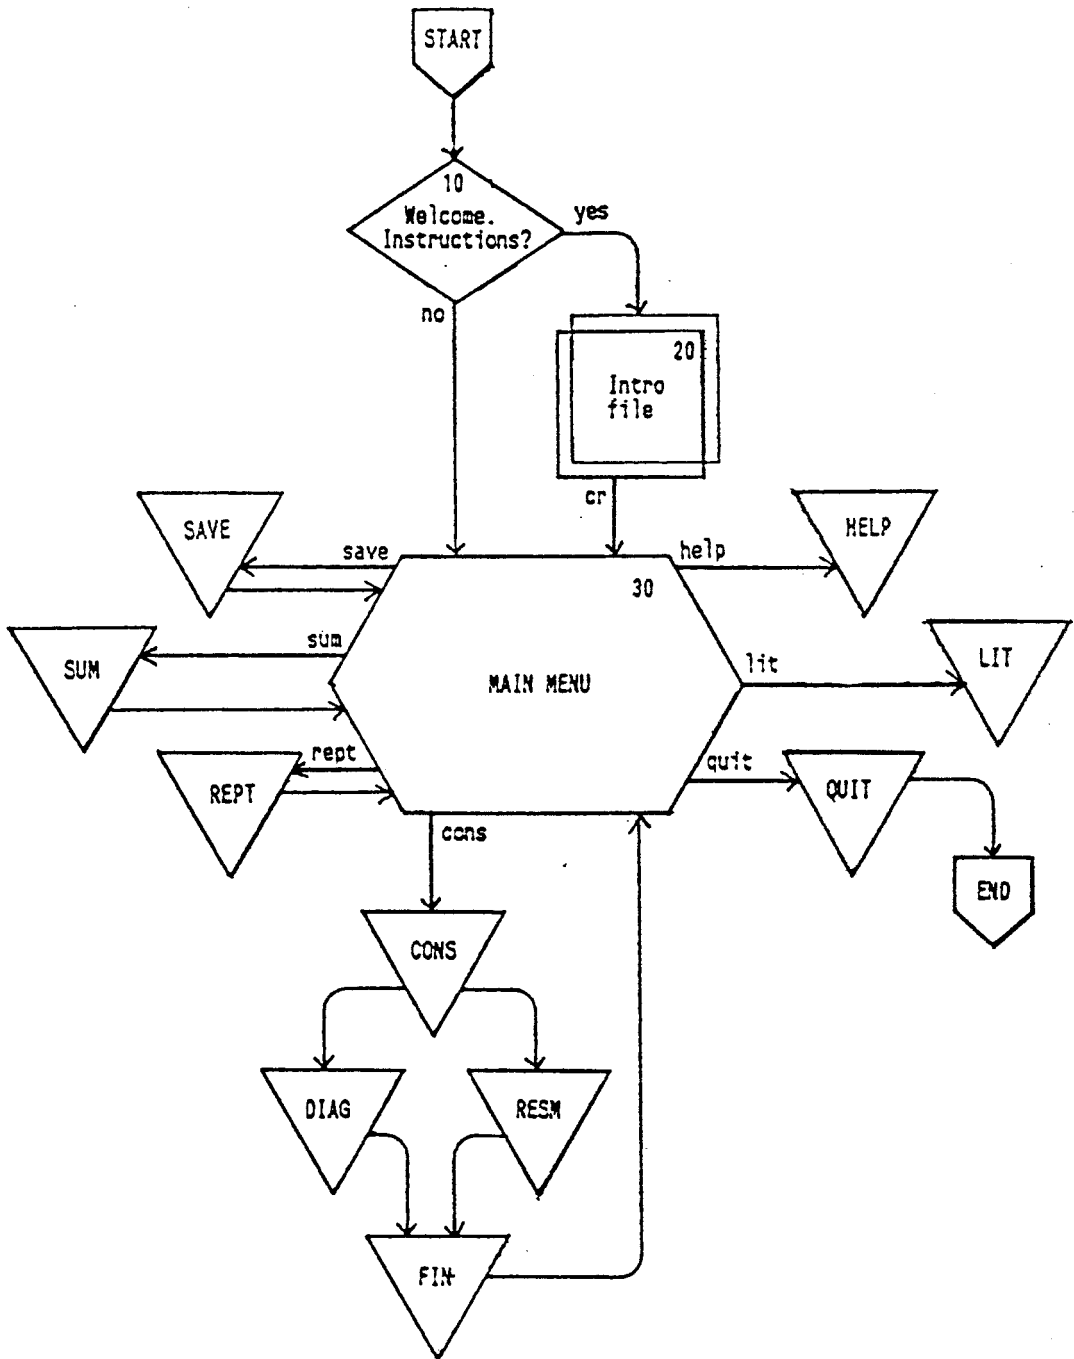 START
10
Welcome.
Instructions?
yes
no
20
Intro
file
cr
SAVE
save
help
HELP
30
SUM
sum
MAIN MENU
lit
LIT
REPT
rept
quit
QUIT
cons
END
CONS
DIAG
RESM
FIN